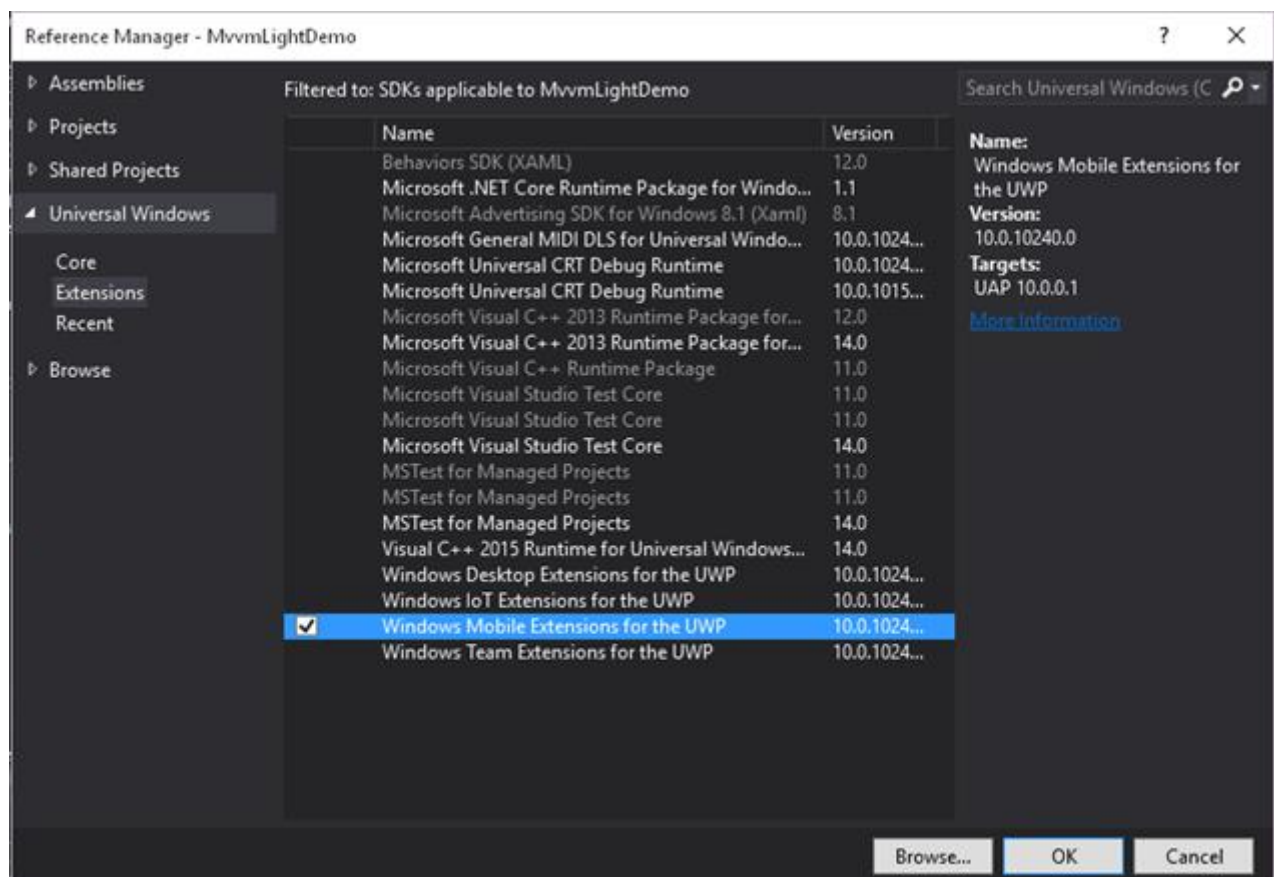 Reference Manager - MvvmLightDemo ? ×
Assemblies
Projects
Shared Projects
Universal Windows
Core
Extensions
Recent
Browse
Filtered to: SDKs applicable to MvvmLightDemo
Name Version
Behaviors SDK (XAML) 12.0
Microsoft .NET Core Runtime Package for Windo... 1.1
Microsoft Advertising SDK for Windows 8.1 (Xaml) 8.1
Microsoft General MIDI DLS for Universal Windo... 10.0.1024...
Microsoft Universal CRT Debug Runtime 10.0.1024...
Microsoft Universal CRT Debug Runtime 10.0.1015...
Microsoft Visual C++ 2013 Runtime Package for... 12.0
Microsoft Visual C++ 2013 Runtime Package for... 14.0
Microsoft Visual C++ Runtime Package 11.0
Microsoft Visual Studio Test Core 11.0
Microsoft Visual Studio Test Core 11.0
Microsoft Visual Studio Test Core 14.0
MSTest for Managed Projects 11.0
MSTest for Managed Projects 11.0
MSTest for Managed Projects 14.0
Visual C++ 2015 Runtime for Universal Windows... 14.0
Windows Desktop Extensions for the UWP 10.0.1024...
Windows IoT Extensions for the UWP 10.0.1024...
Windows Mobile Extensions for the UWP 10.0.1024...
Windows Team Extensions for the UWP 10.0.1024...
Search Universal Windows (C
Name:
Windows Mobile Extensions for
the UWP
Version:
10.0.10240.0
Targets:
UAP 10.0.0.1
More Information
Browse... OK Cancel